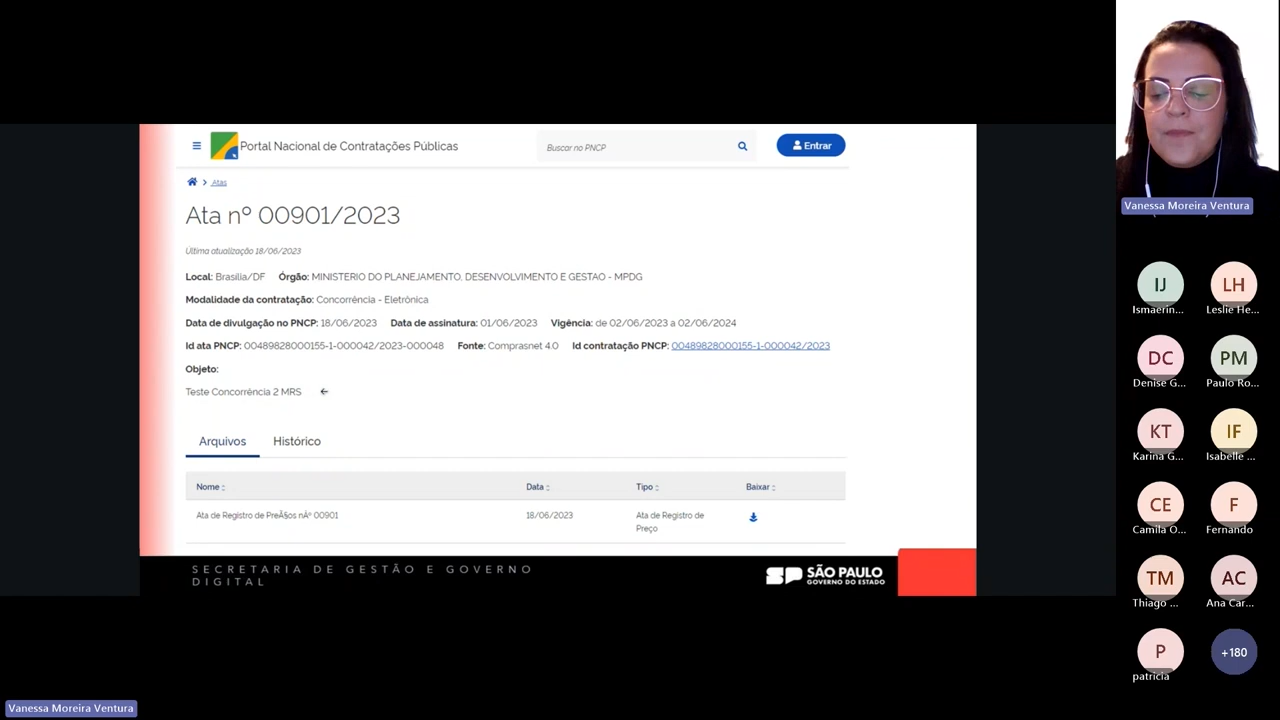 Portal Nacional de Contratações Públicas
Buscar no PNCP
Entrar
Atas
Ata nº 00901/2023
Última atualização 18/06/2023
Local: Brasília/DF Órgão: MINISTERIO DO PLANEJAMENTO, DESENVOLVIMENTO E GESTAO - MPDG
Modalidade da contratação: Concorrência - Eletrônica
Data de divulgação no PNCP: 18/06/2023 Data de assinatura: 01/06/2023 Vigência: de 02/06/2023 a 02/06/2024
Id ata PNCP: 00489828000155-1-000042/2023-000048 Fonte: Comprasnet 4.0 Id contratação PNCP: 00489828000155-1-000042/2023
Objeto:
Teste Concorrência 2 MRS
Arquivos Histórico
Nome Data Tipo Baixar
Ata de Registro de PreÃ§os nÂº 00901 18/06/2023 Ata de Registro de
Preço
SECRETARIA DE GESTÃO E GOVERNO
DIGITAL
SP SÃO PAULO
GOVERNO DO ESTADO
Vanessa Moreira Ventura
IJ LH
Ismaerin... Leslie He...
DC PM
Denise G... Paulo Ro...
KT IF
Karina G... Isabelle ...
CE F
Camila O... Fernando
TM AC
Thiago ... Ana Car...
P +180
patricia
Vanessa Moreira Ventura